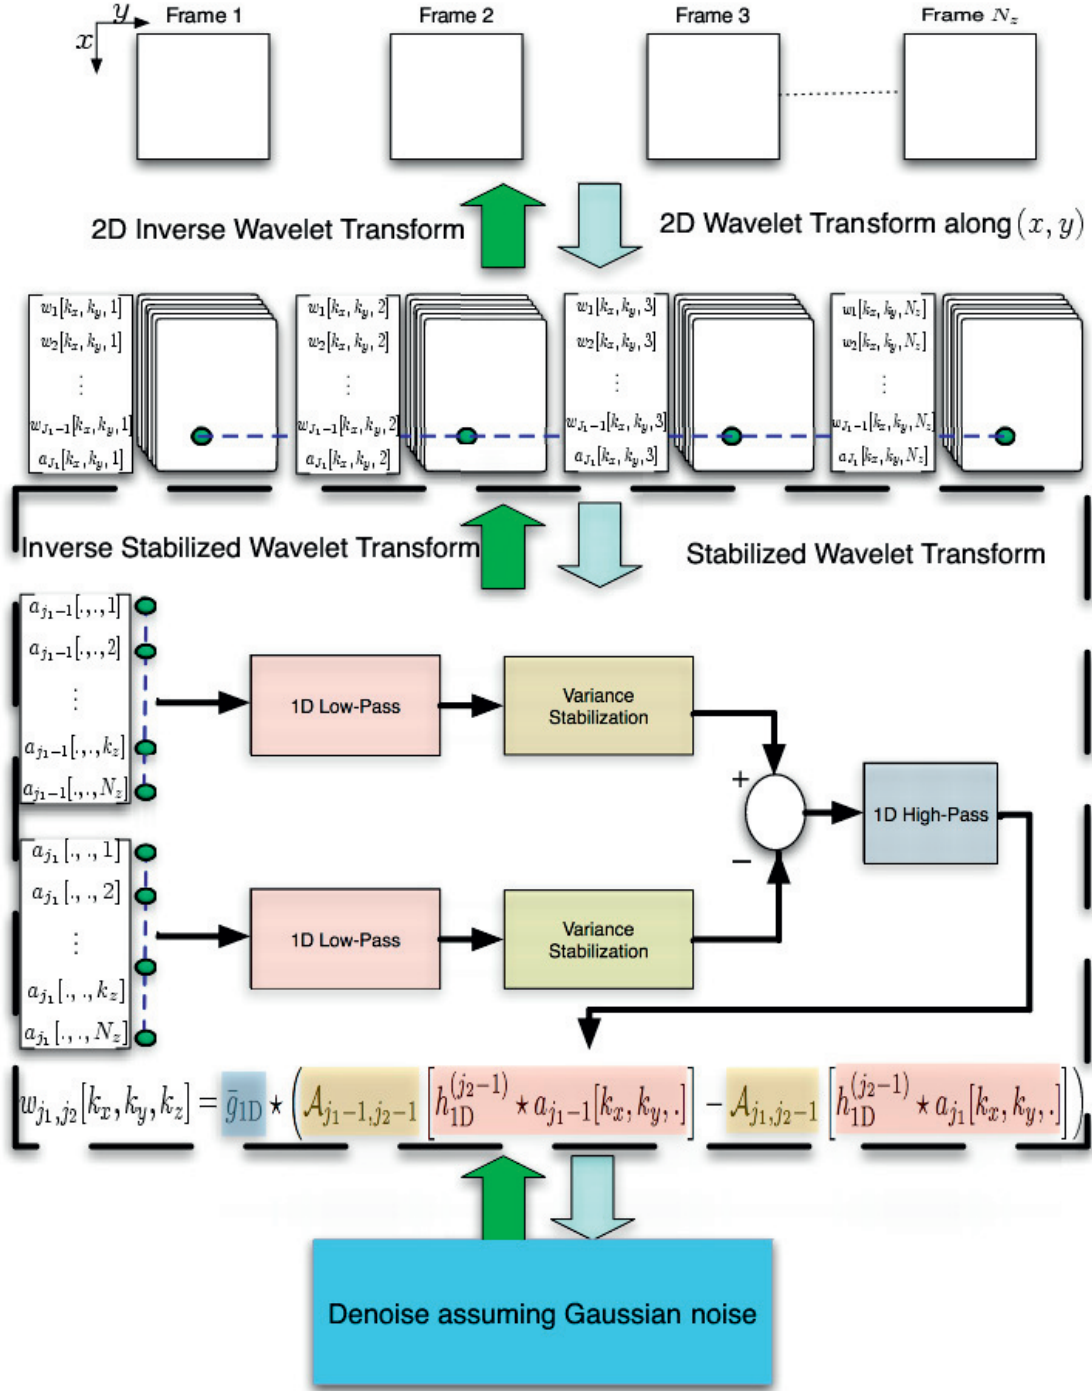 Frame 1 Frame 2 Frame 3 Frame N_z
y
x
2D Inverse Wavelet Transform
2D Wavelet Transform along (x, y)
w_1[k_x, k_y, 1] w_1[k_x, k_y, 2] w_1[k_x, k_y, 3] w_1[k_x, k_y, N_z]
w_2[k_x, k_y, 1] w_2[k_x, k_y, 2] w_2[k_x, k_y, 3] w_2[k_x, k_y, N_z]
⋮ ⋮ ⋮ ⋮
w_{J_1−1}[k_x, k_y, 1] w_{J_1−1}[k_x, k_y, 2] w_{J_1−1}[k_x, k_y, 3] w_{J_1−1}[k_x, k_y, N_z]
a_{J_1}[k_x, k_y, 1] a_{J_1}[k_x, k_y, 2] a_{J_1}[k_x, k_y, 3] a_{J_1}[k_x, k_y, N_z]
Inverse Stabilized Wavelet Transform
Stabilized Wavelet Transform
a_{j_1−1}[., ., 1]
a_{j_1−1}[., ., 2]
⋮
a_{j_1−1}[., ., k_z]
a_{j_1−1}[., ., N_z]
1D Low-Pass
Variance
Stabilization
+
−
1D High-Pass
a_{j_1}[., ., 1]
a_{j_1}[., ., 2]
⋮
a_{j_1}[., ., k_z]
a_{j_1}[., ., N_z]
1D Low-Pass
Variance
Stabilization
w_{j_1,j_2}[k_x, k_y, k_z] = ḡ_{1D} ⋆ (𝒜_{j_1−1,j_2−1} [h_{1D}^{(j_2−1)} ⋆ a_{j_1−1}[k_x, k_y, .]] − 𝒜_{j_1,j_2−1} [h_{1D}^{(j_2−1)} ⋆ a_{j_1}[k_x, k_y, .]])
Denoise assuming Gaussian noise